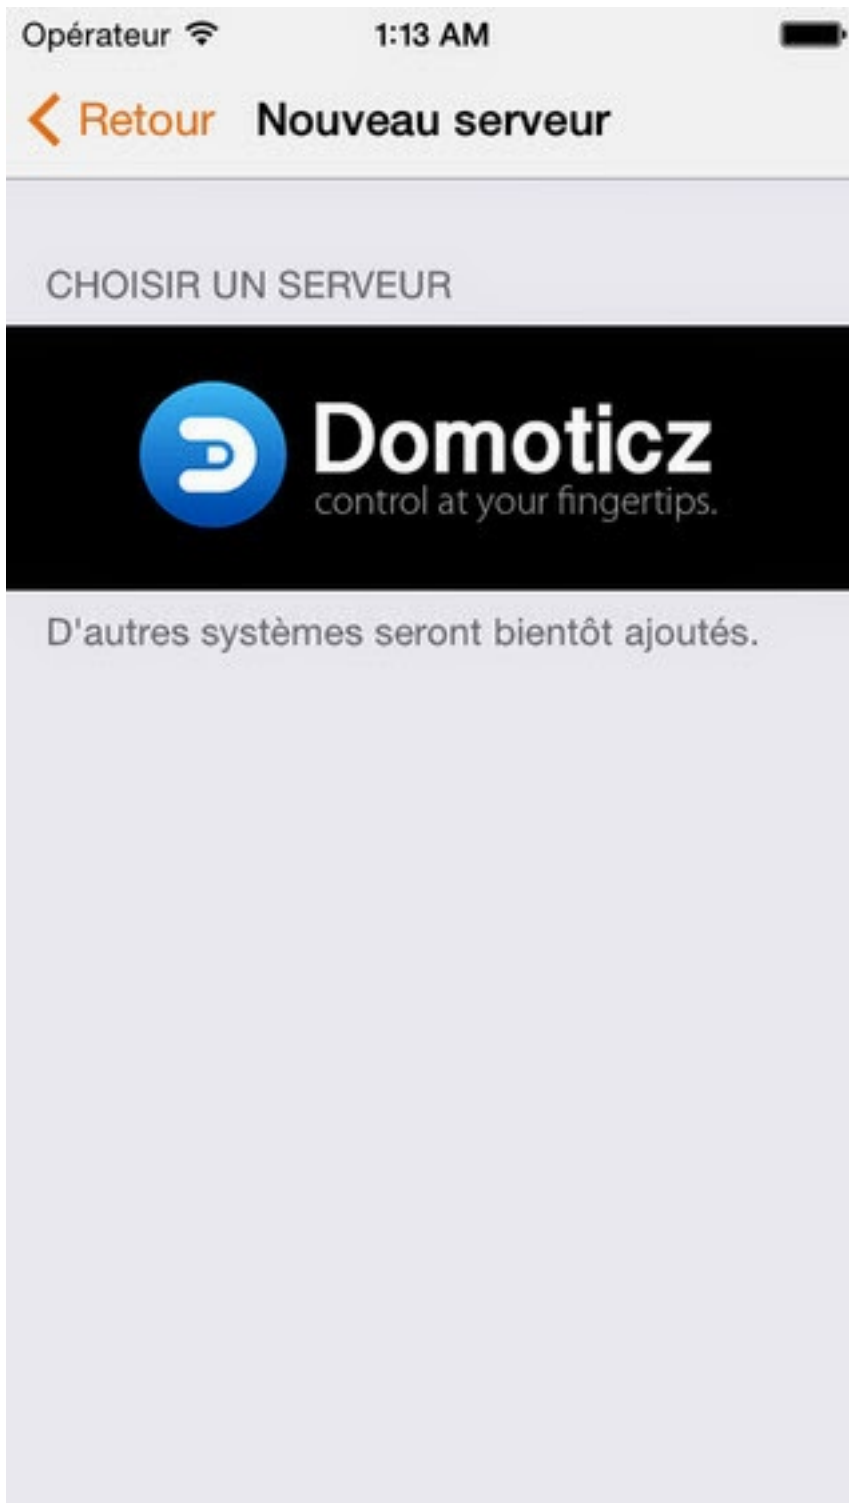 Opérateur 1:13 AM
Retour Nouveau serveur
CHOISIR UN SERVEUR
Domoticz
control at your fingertips.
D'autres systèmes seront bientôt ajoutés.